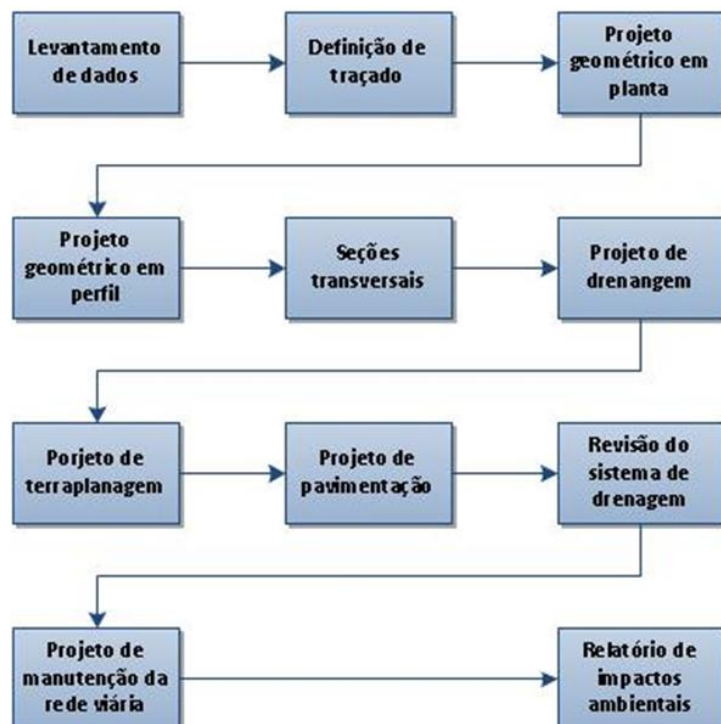 Levantamento
de dados
Definição de
traçado
Projeto
geométrico em
planta
Projeto
geométrico em
perfil
Seções
transversais
Projeto de
drenangem
Porjeto de
terraplanagem
Projeto de
pavimentação
Revisão do
sistema de
drenagem
Projeto de
manutenção da
rede viária
Relatório de
impactos
ambientais